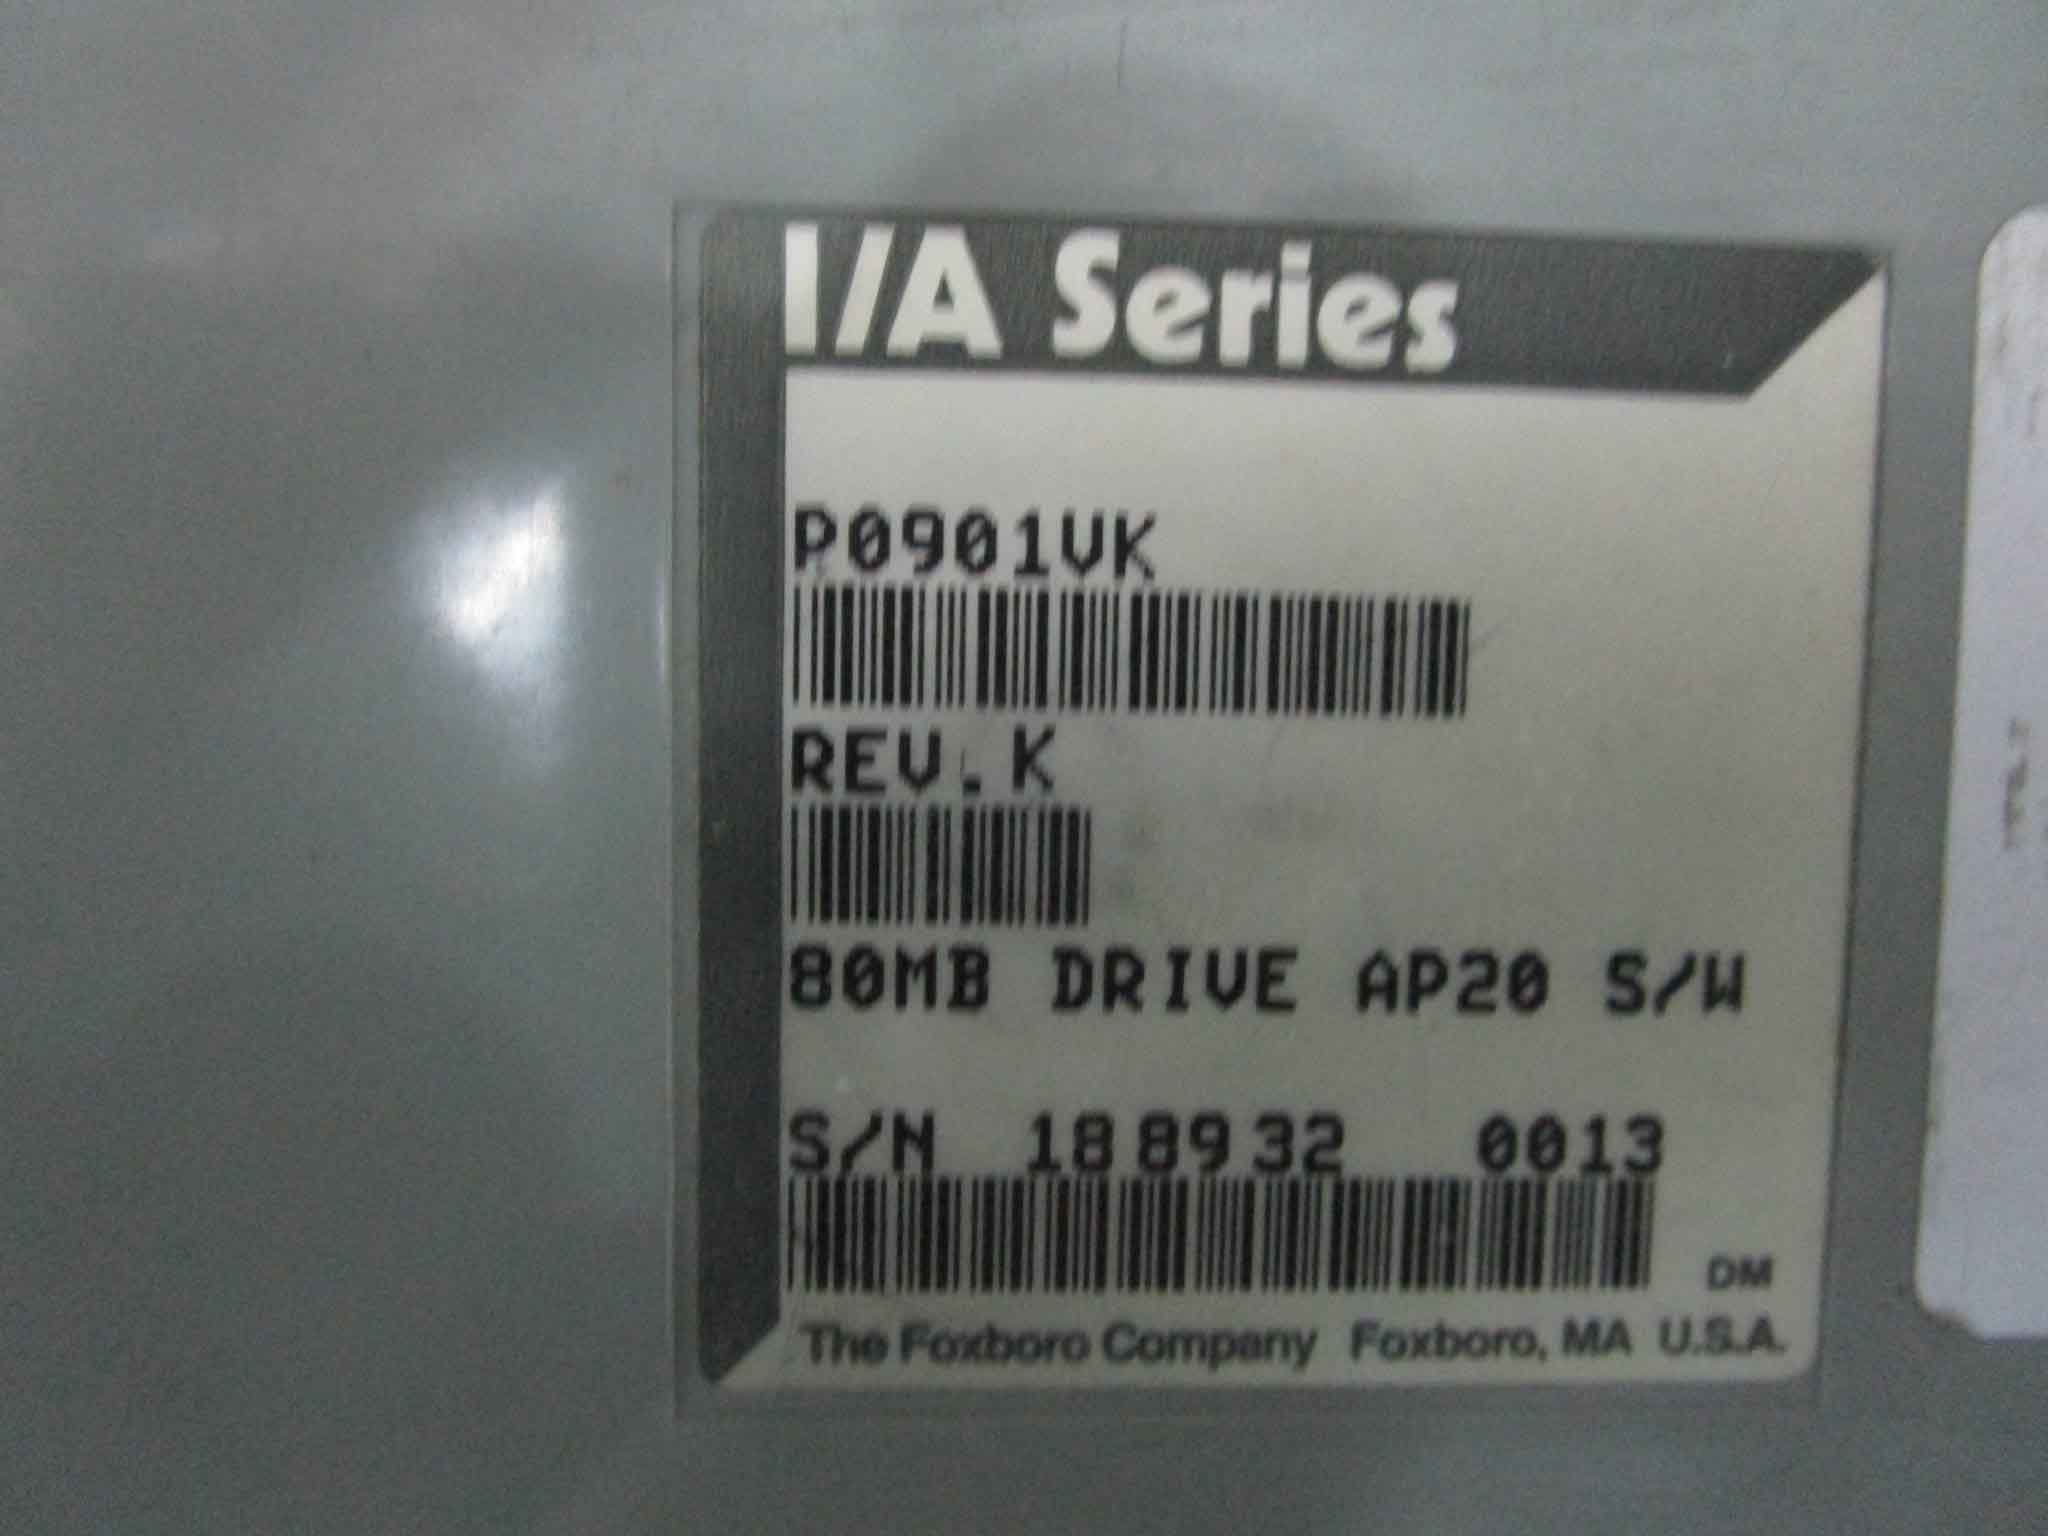 I/A Series
P0901VK
REV.K
80MB DRIVE AP20 S/W
S/N 188932 0013
DM
The Foxboro Company Foxboro, MA U.S.A.